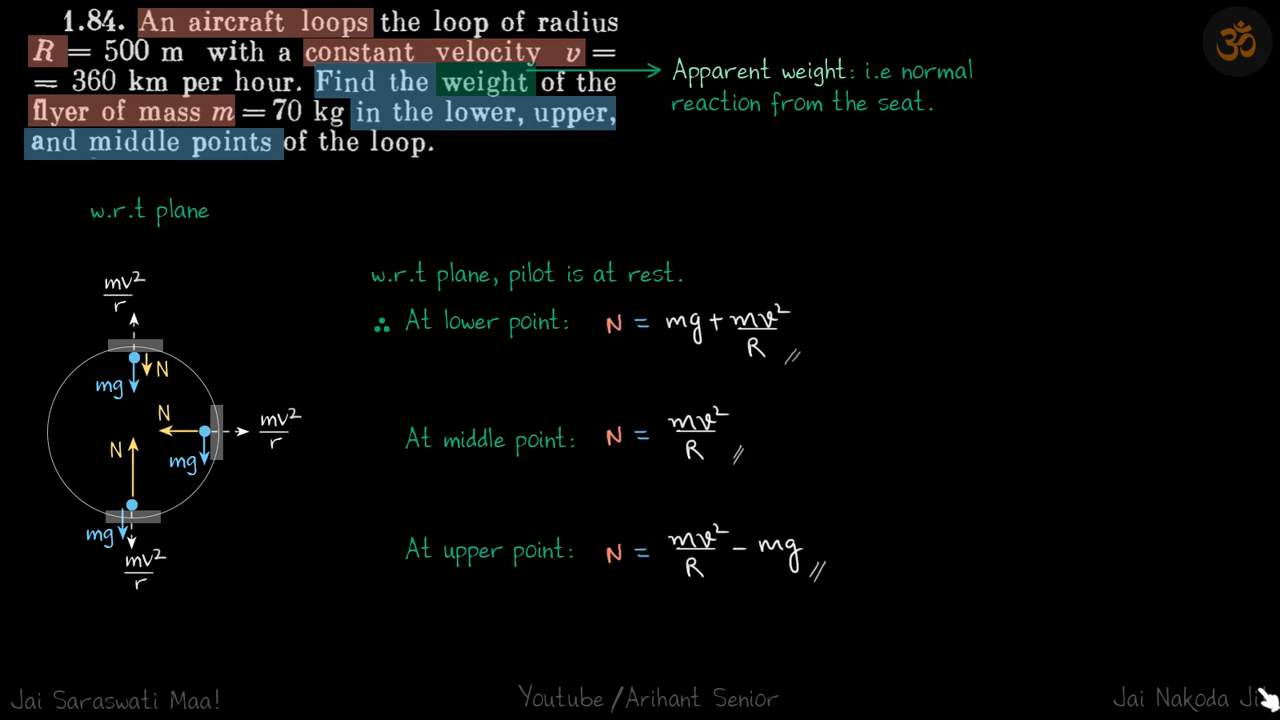 1.84. An aircraft loops the loop of radius
R = 500 m with a constant velocity v =
= 360 km per hour. Find the weight of the
flyer of mass m = 70 kg in the lower, upper,
and middle points of the loop.
Apparent weight: i.e normal
reaction from the seat.
ॐ
w.r.t plane
mv²/r
N
mg
N
mv²/r
N
mg
mg
mv²/r
w.r.t plane, pilot is at rest.
∴ At lower point: N = mg + mv²/R //
At middle point: N = mv²/R //
At upper point: N = mv²/R - mg //
Jai Saraswati Maa!
Youtube /Arihant Senior
Jai Nakoda Ji